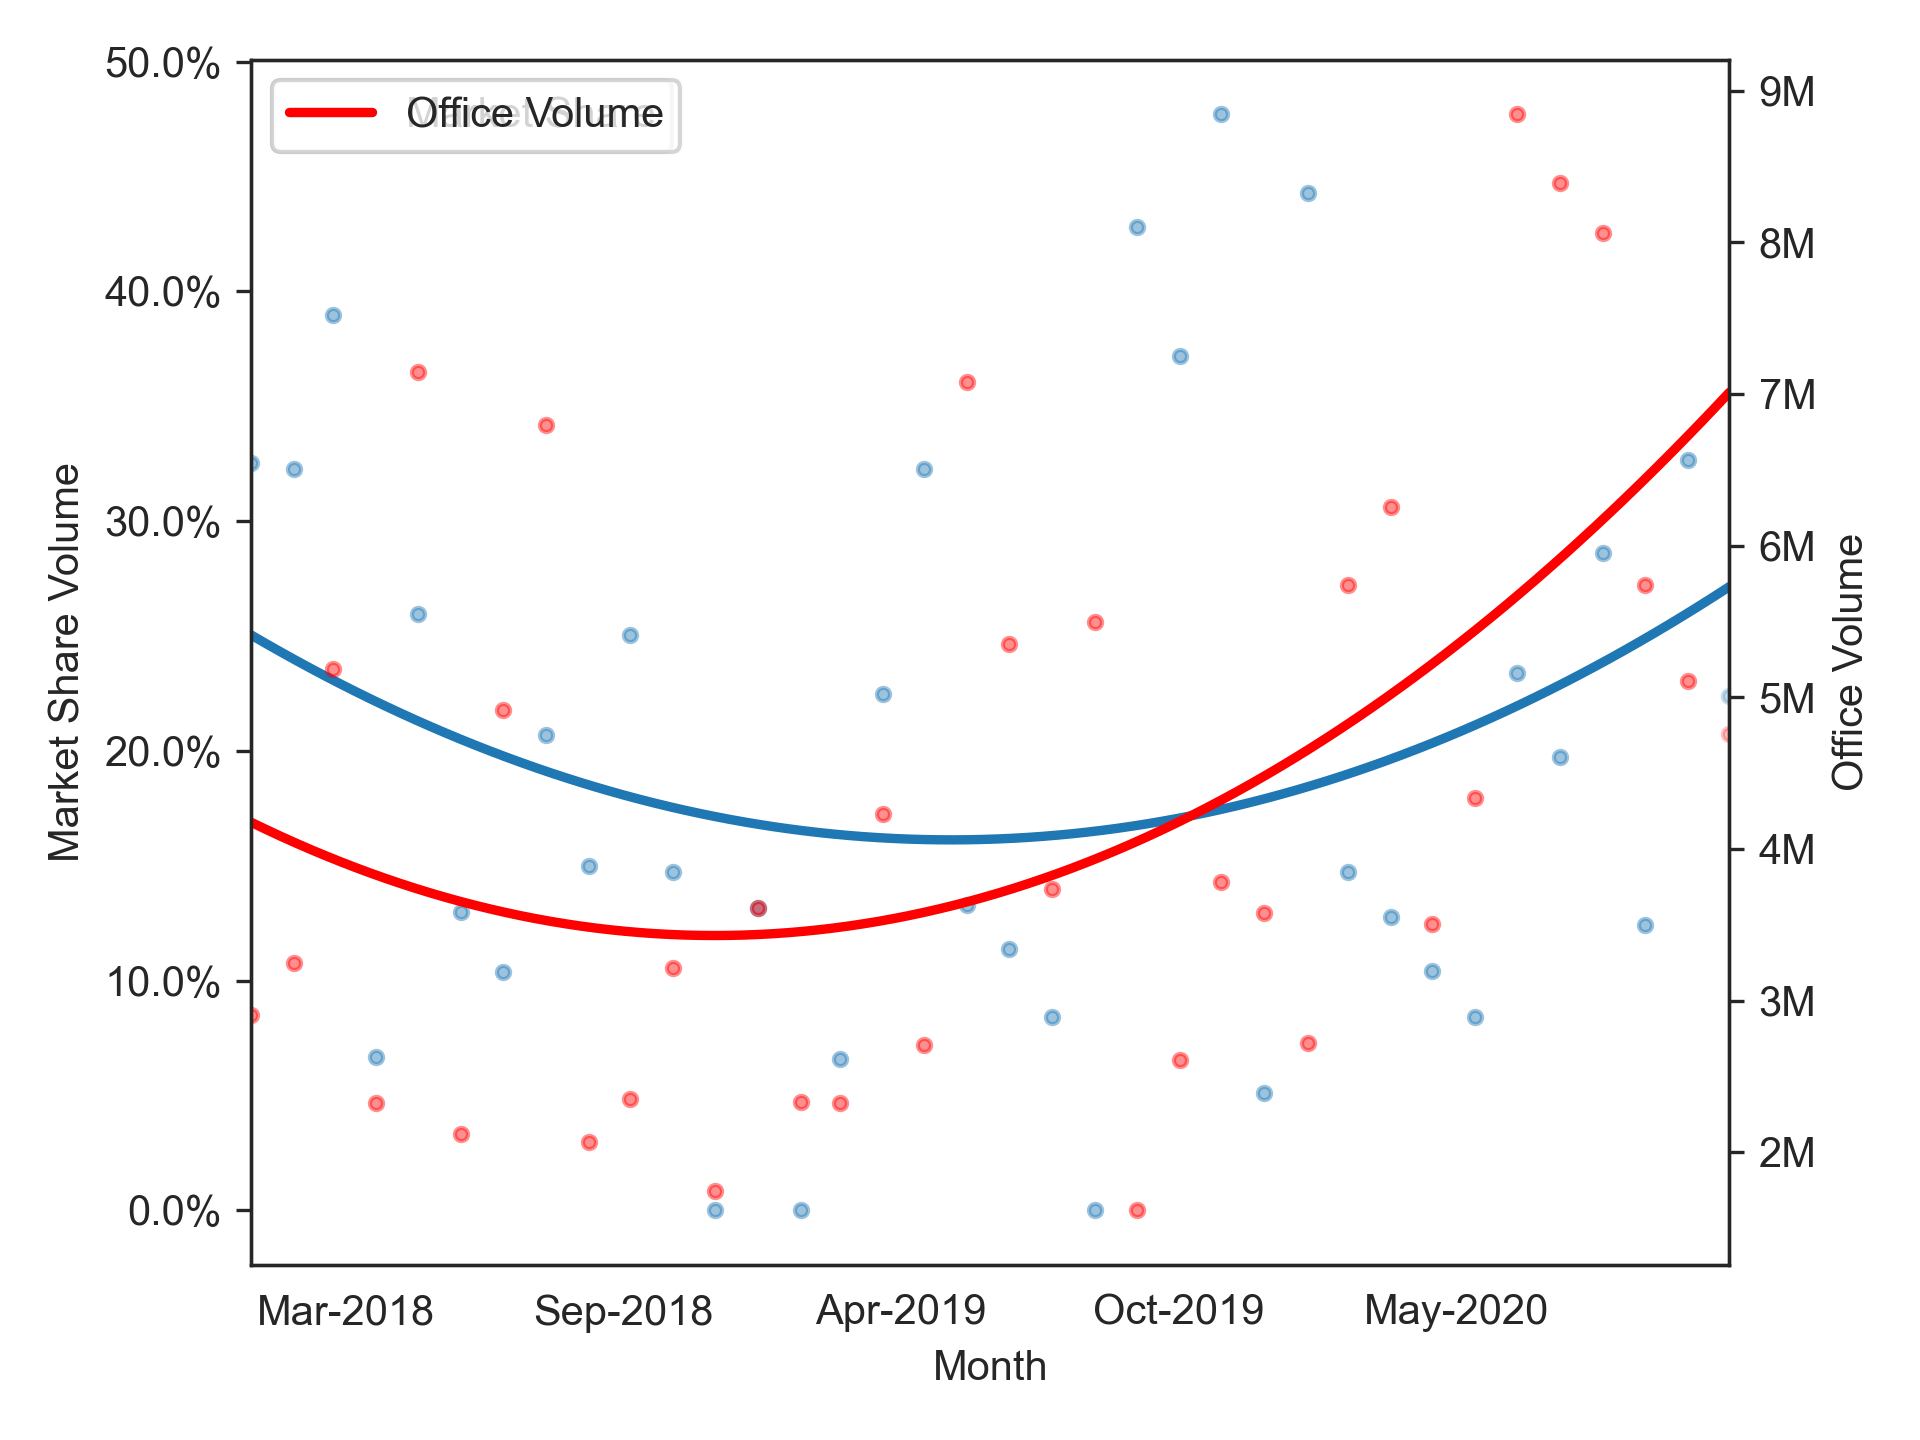 50.0%
40.0%
30.0%
20.0%
10.0%
0.0%
Market Share Volume
Office Volume
Market Share
9M
8M
7M
6M
5M
4M
3M
2M
Office Volume
Mar-2018
Sep-2018
Apr-2019
Oct-2019
May-2020
Month